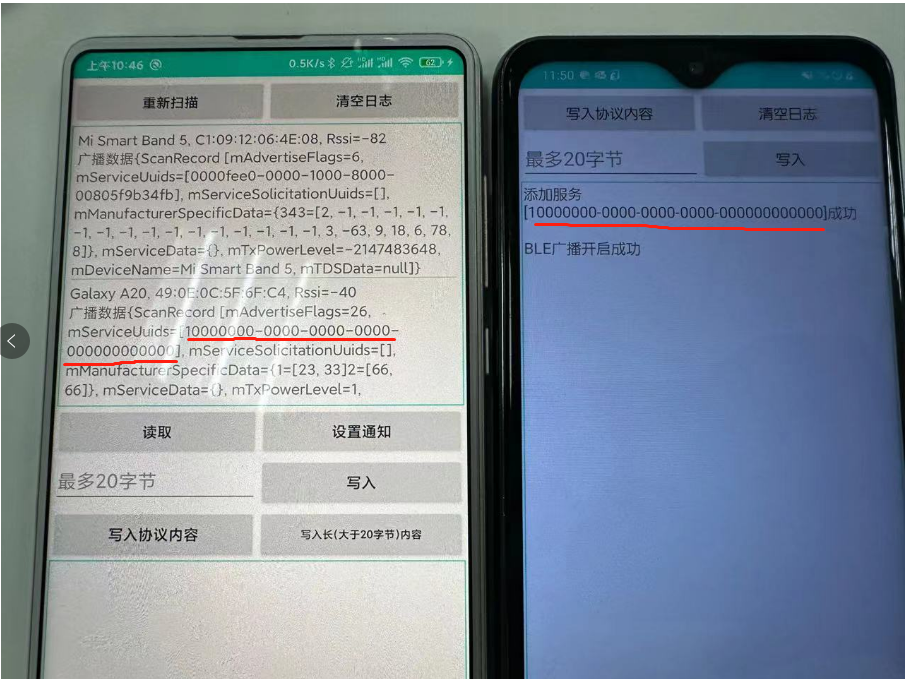 上午10:46
0.5K/s
62
重新扫描
清空日志
Mi Smart Band 5, C1:09:12:06:4E:08, Rssi=-82
广播数据{ScanRecord [mAdvertiseFlags=6,
mServiceUuids=[0000fee0-0000-1000-8000-
00805f9b34fb], mServiceSolicitationUuids=[],
mManufacturerSpecificData={343=[2, -1, -1, -1, -1, -1,
-1, -1, -1, -1, -1, -1, -1, -1, -1, 3, -63, 9, 18, 6, 78,
8]}, mServiceData={}, mTxPowerLevel=-2147483648,
mDeviceName=Mi Smart Band 5, mTDSData=null]}
Galaxy A20, 49:0E:0C:5F:6F:C4, Rssi=-40
广播数据{ScanRecord [mAdvertiseFlags=26,
mServiceUuids=[10000000-0000-0000-0000-
000000000000], mServiceSolicitationUuids=[],
mManufacturerSpecificData={1=[23, 33]2=[66,
66]}, mServiceData={}, mTxPowerLevel=1,
读取
设置通知
最多20字节
写入
写入协议内容
写入长(大于20字节)内容
11:50
写入协议内容
清空日志
最多20字节
写入
添加服务
[10000000-0000-0000-0000-000000000000]成功
BLE广播开启成功